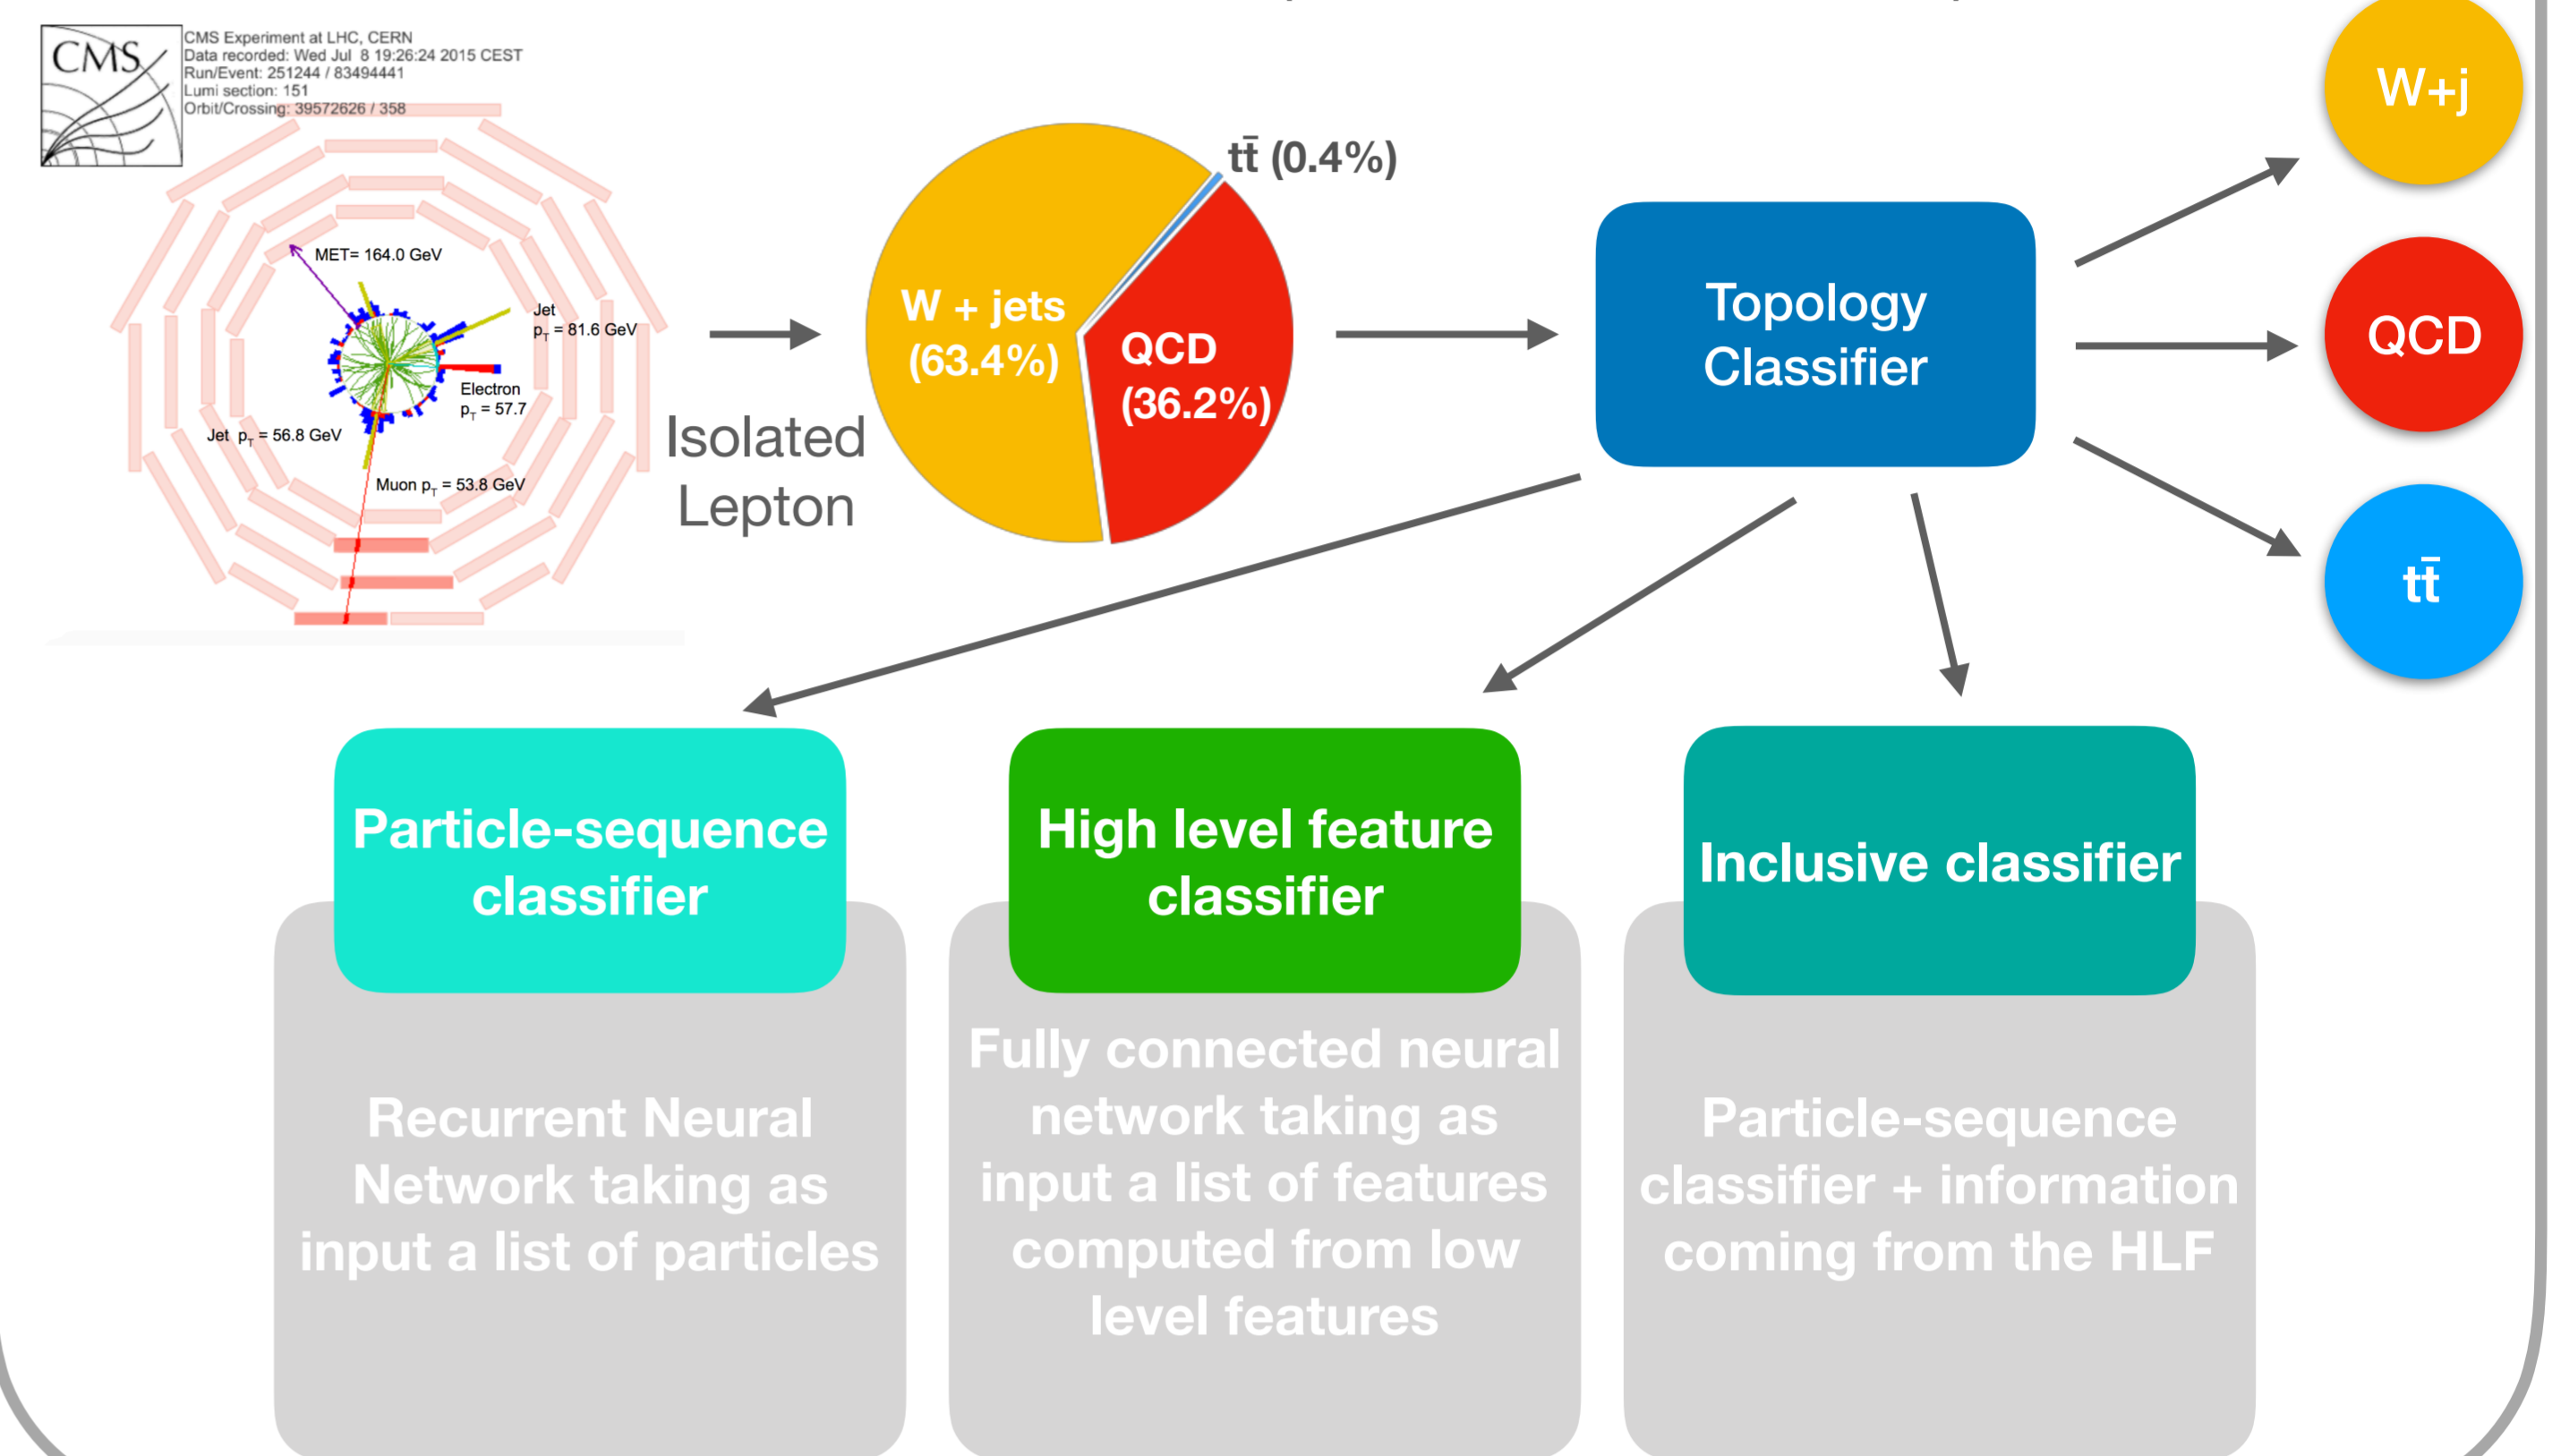 CMS
CMS Experiment at LHC, CERN
Data recorded: Wed Jul 8 19:26:24 2015 CEST
Run/Event: 251244 / 83494441
Lumi section: 151
Orbit/Crossing: 39572626 / 358
MET= 164.0 GeV
Jet
pT = 81.6 GeV
Electron
pT = 57.7
Jet pT = 56.8 GeV
Muon pT = 53.8 GeV
Isolated
Lepton
tt̄ (0.4%)
W + jets
(63.4%)
QCD
(36.2%)
Topology
Classifier
W+j
QCD
tt̄
Particle-sequence
classifier
Recurrent Neural
Network taking as
input a list of particles
High level feature
classifier
Fully connected neural
network taking as
input a list of features
computed from low
level features
Inclusive classifier
Particle-sequence
classifier + information
coming from the HLF